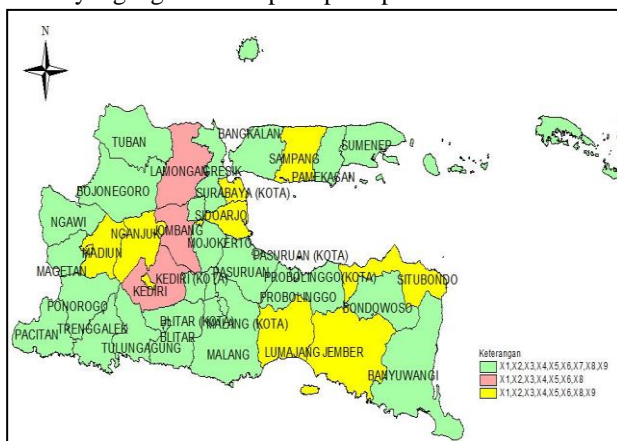 N
TUBAN
BANGKALAN
SUMENEP
LAMONGAN
GRESIK
SAMPANG
PAMEKASAN
BOJONEGORO
SURABAYA (KOTA)
NGAWI
NGANJUK
JOMBANG
SIDOARJO
MADIUN
MOJOKERTO
MAGETAN
KEDIRI (KOTA)
PASURUAN
PASURUAN (KOTA)
PROBOLINGGO (KOTA)
SITUBONDO
KEDIRI
PROBOLINGGO
BONDOWOSO
PONOROGO
PACITAN
TRENGGALEK
TULUNGAGUNG
BLITAR (KOTA)
BLITAR
MALANG (KOTA)
MALANG
LUMAJANG
JEMBER
BANYUWANGI
Keterangan
X1,X2,X3,X4,X5,X6,X7,X8,X9
X1,X2,X3,X4,X5,X6,X8
X1,X2,X3,X4,X5,X6,X8,X9